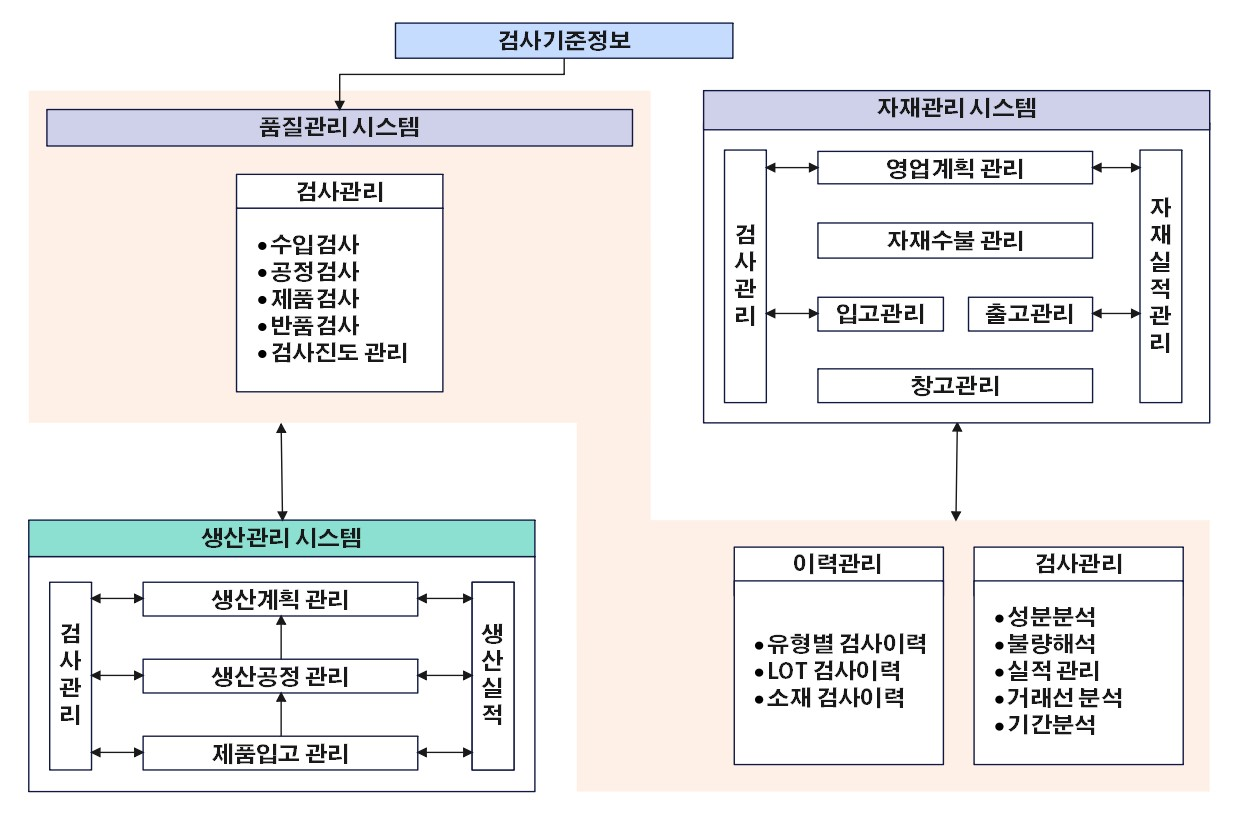 검사기준정보
품질관리 시스템
검사관리
•수입검사
•공정검사
•제품검사
•반품검사
•검사진도 관리
자재관리 시스템
검사관리
영업계획 관리
자재수불 관리
입고관리
출고관리
창고관리
자재실적관리
생산관리 시스템
검사관리
생산계획 관리
생산공정 관리
제품입고 관리
생산실적
이력관리
•유형별 검사이력
•LOT 검사이력
•소재 검사이력
검사관리
•성분분석
•불량해석
•실적 관리
•거래선 분석
•기간분석